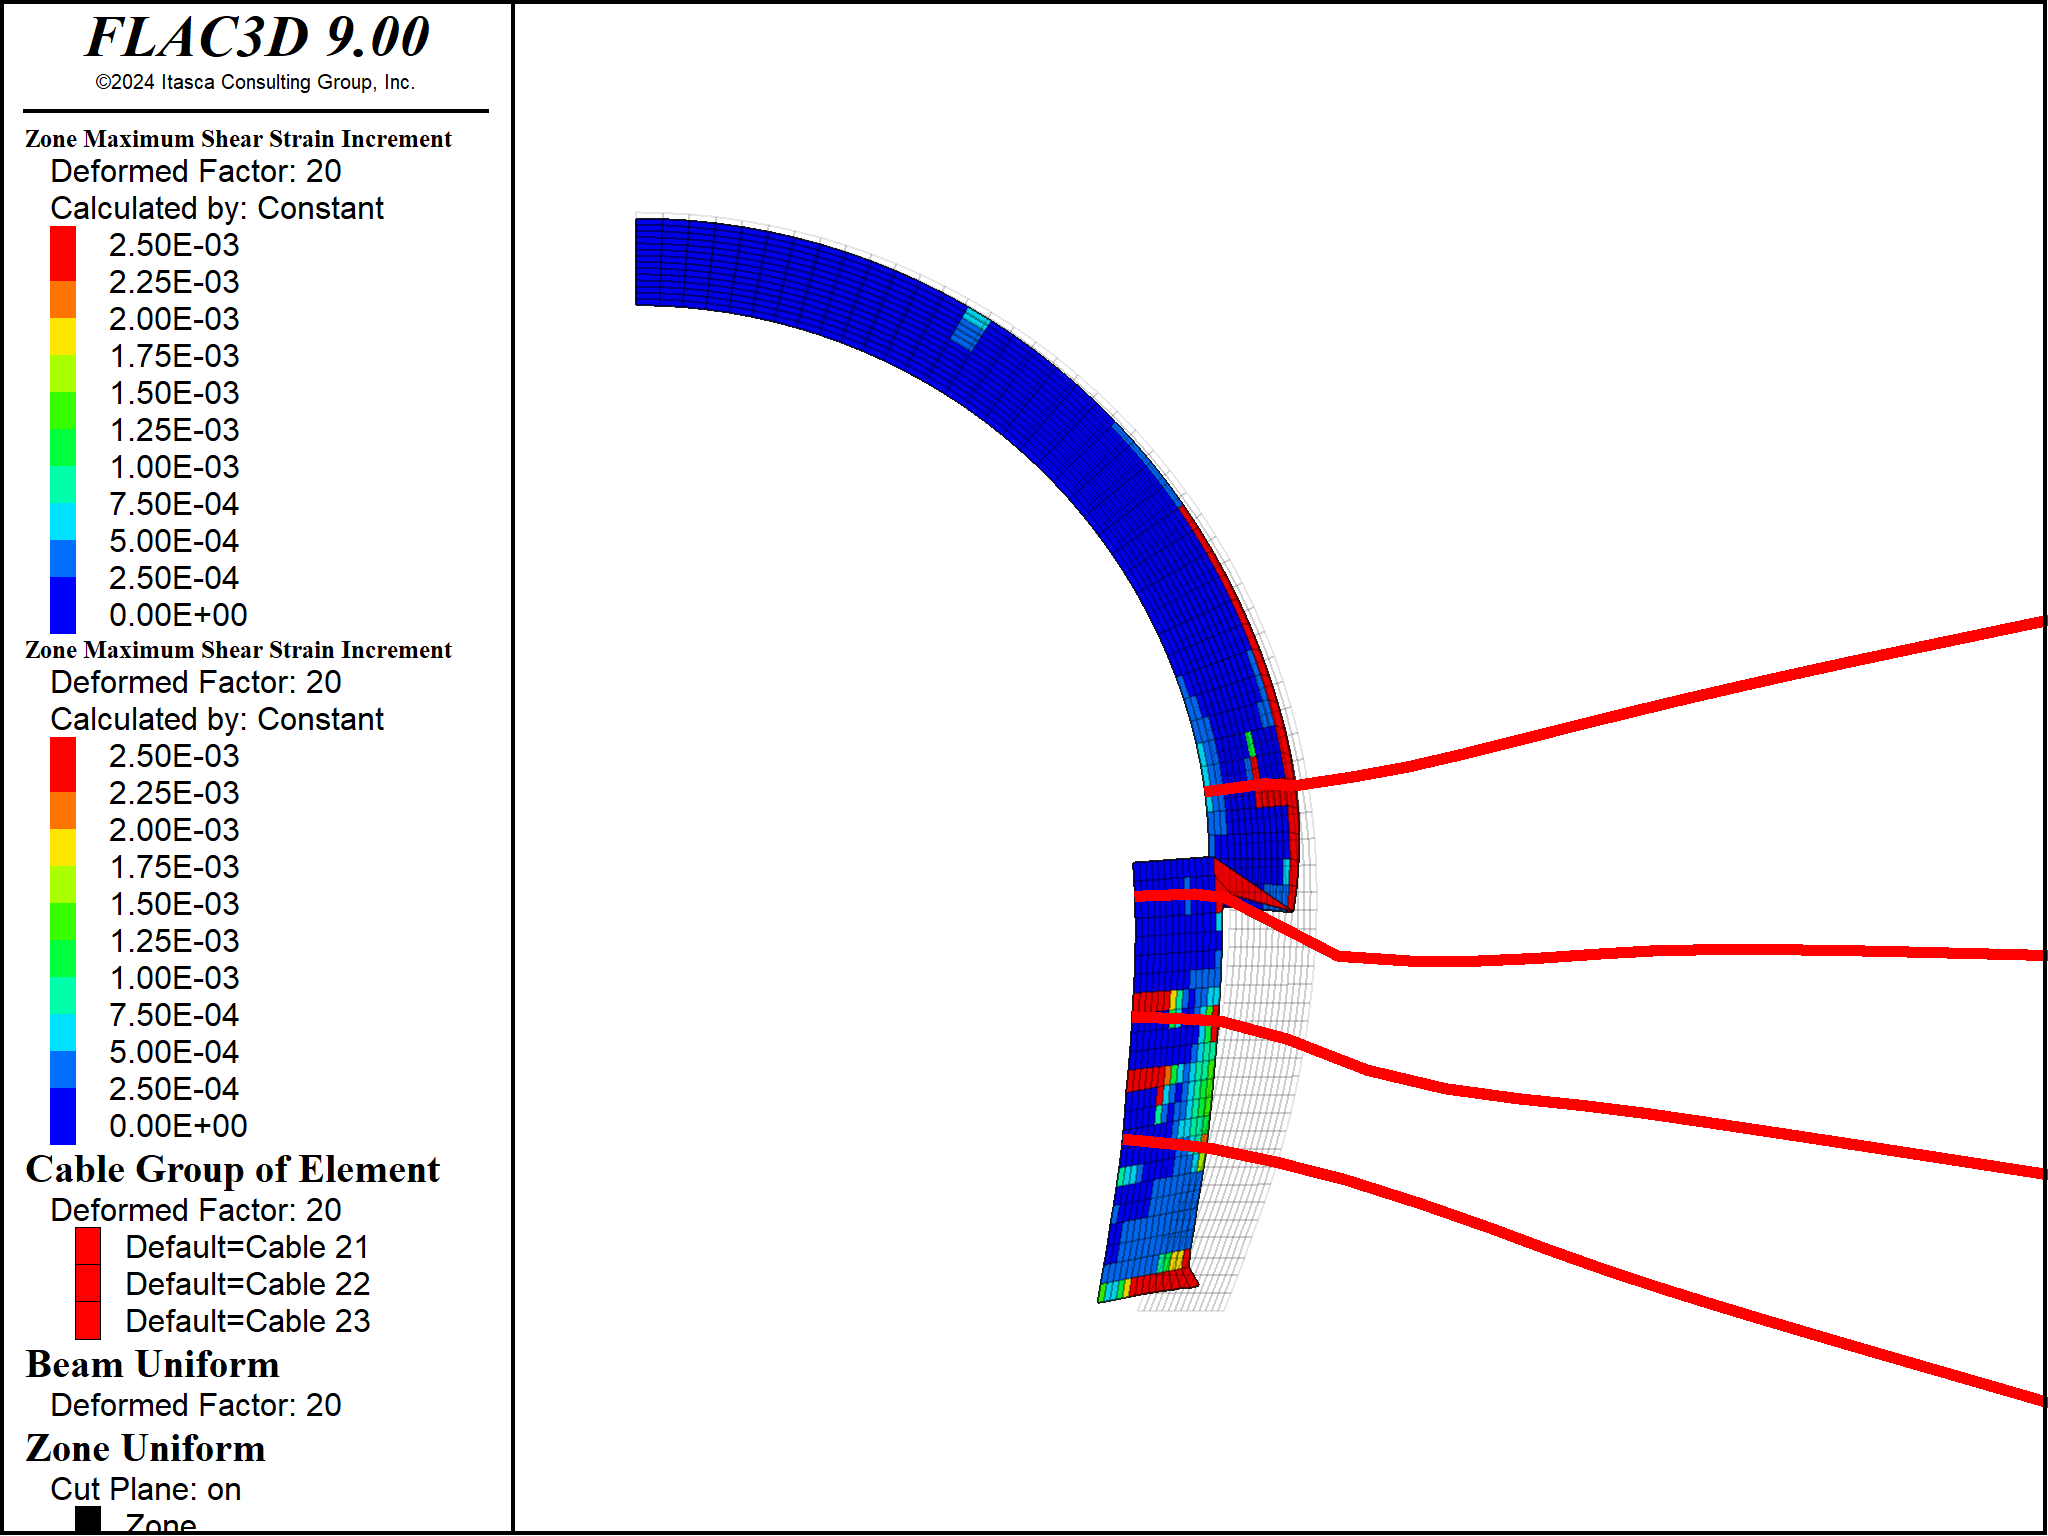 FLAC3D 9.00
©2024 Itasca Consulting Group, Inc.
Zone Maximum Shear Strain Increment
Deformed Factor: 20
Calculated by: Constant
2.50E-03
2.25E-03
2.00E-03
1.75E-03
1.50E-03
1.25E-03
1.00E-03
7.50E-04
5.00E-04
2.50E-04
0.00E+00
Zone Maximum Shear Strain Increment
Deformed Factor: 20
Calculated by: Constant
2.50E-03
2.25E-03
2.00E-03
1.75E-03
1.50E-03
1.25E-03
1.00E-03
7.50E-04
5.00E-04
2.50E-04
0.00E+00
Cable Group of Element
Deformed Factor: 20
Default=Cable 21
Default=Cable 22
Default=Cable 23
Beam Uniform
Deformed Factor: 20
Zone Uniform
Cut Plane: on
Zone